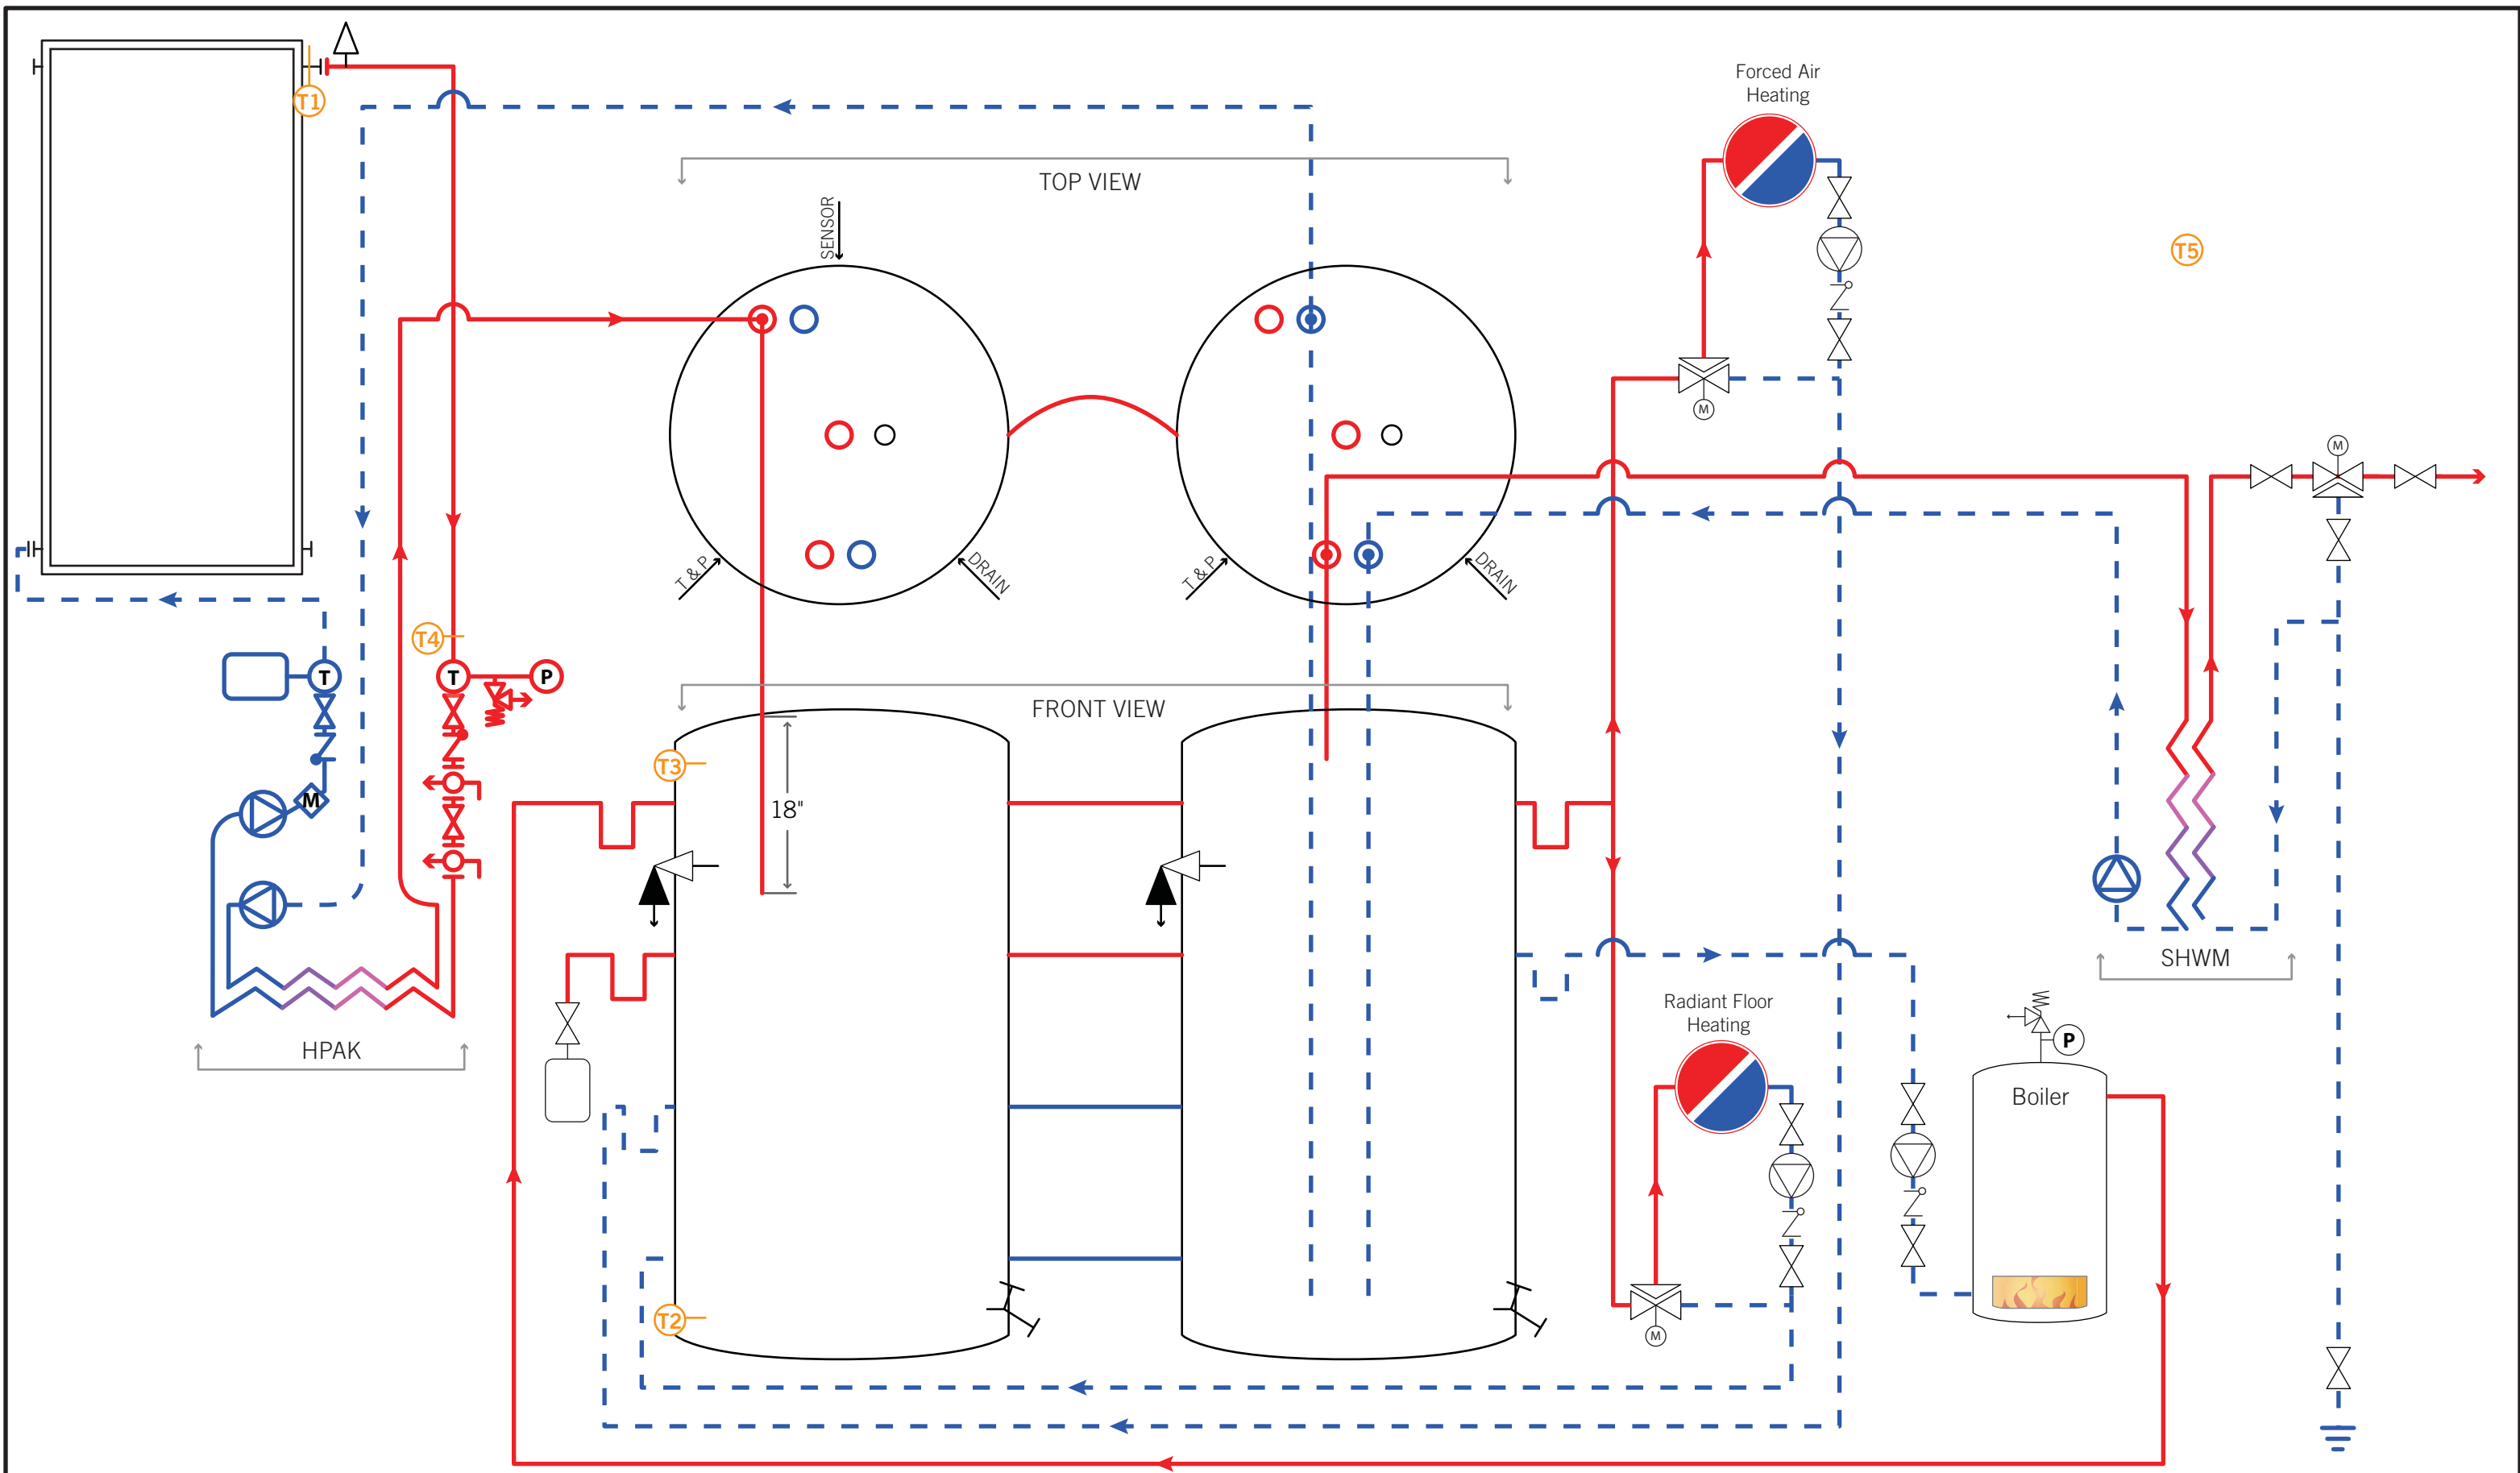 T1
Forced Air
Heating
TOP VIEW
SENSOR
T5
M
M
T & P
DRAIN
T & P
DRAIN
T4
T
T
P
FRONT VIEW
T3
18"
M
SHWM
Radiant Floor
Heating
P
HPAK
Boiler
T2
M